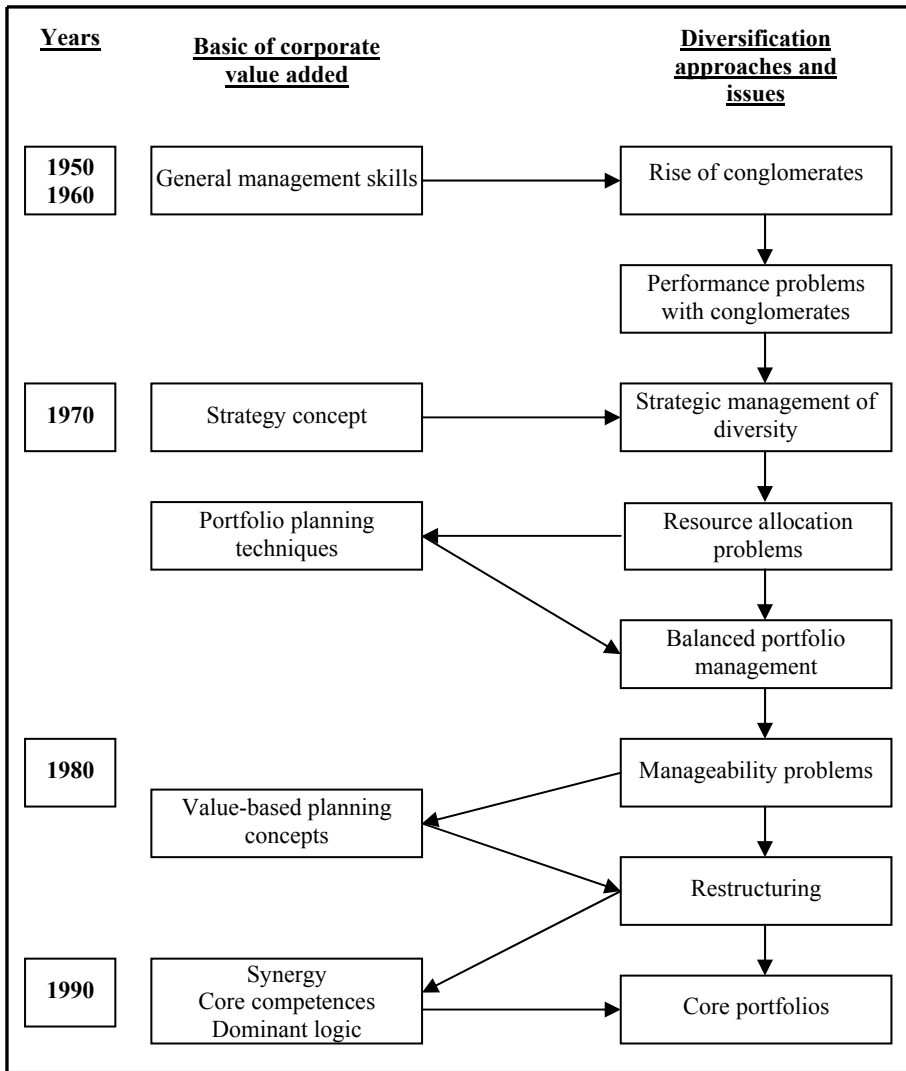 Years
Basic of corporate
value added
Diversification
approaches and
issues
1950
1960
General management skills
Rise of conglomerates
Performance problems
with conglomerates
1970
Strategy concept
Strategic management of
diversity
Portfolio planning
techniques
Resource allocation
problems
Balanced portfolio
management
1980
Manageability problems
Value-based planning
concepts
Restructuring
1990
Synergy
Core competences
Dominant logic
Core portfolios